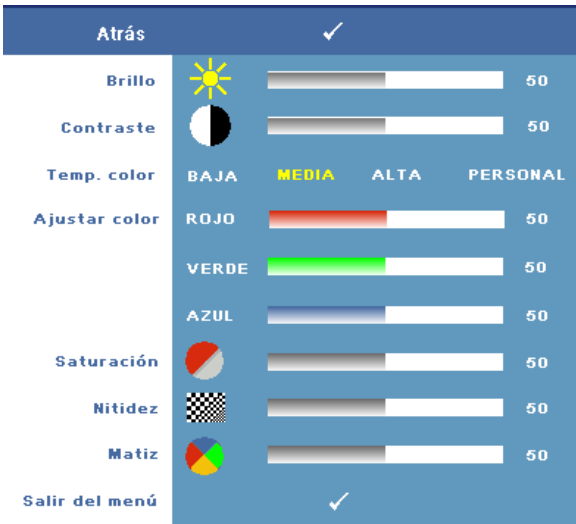 Atrás
Brillo 50
Contraste 50
Temp. color BAJA MEDIA ALTA PERSONAL
Ajustar color ROJO 50
VERDE 50
AZUL 50
Saturación 50
Nitidez 50
Matiz 50
Salir del menú